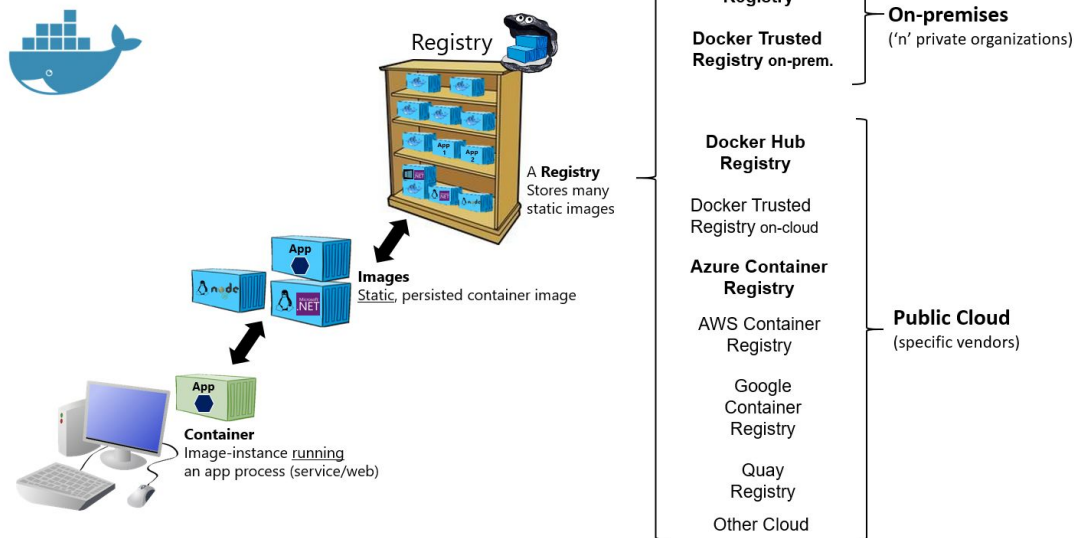 Registry
A Registry
Stores many
static images
App
1
App
2
.NET
node
App
Images
Static, persisted container image
node
Microsoft
.NET
App
Container
Image-instance running
an app process (service/web)
Registry
Docker Trusted
Registry on-prem.
On-premises
('n' private organizations)
Docker Hub
Registry
Docker Trusted
Registry on-cloud
Azure Container
Registry
AWS Container
Registry
Google
Container
Registry
Quay
Registry
Other Cloud
Public Cloud
(specific vendors)